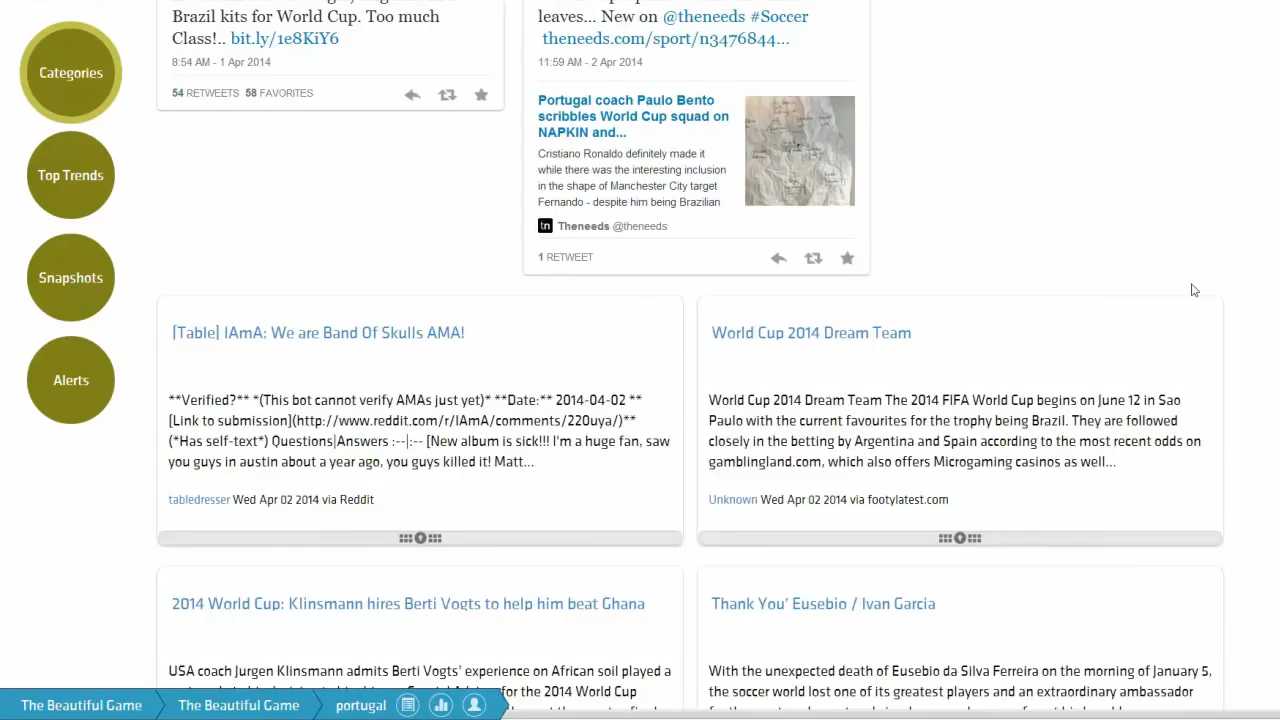 Categories
Top Trends
Snapshots
Alerts
Brazil kits for World Cup. Too much
Class!.. bit.ly/1e8KiY6
8:54 AM - 1 Apr 2014
54 RETWEETS 58 FAVORITES
leaves... New on @theneeds #Soccer
theneeds.com/sport/n3476844...
11:59 AM - 2 Apr 2014
Portugal coach Paulo Bento
scribbles World Cup squad on
NAPKIN and...
Cristiano Ronaldo definitely made it
while there was the interesting inclusion
in the shape of Manchester City target
Fernando - despite him being Brazilian
tn Theneeds @theneeds
1 RETWEET
[Table] IAmA: We are Band Of Skulls AMA!
**Verified?** *(This bot cannot verify AMAs just yet)* **Date:** 2014-04-02 **
[Link to submission](http://www.reddit.com/r/IAmA/comments/220uya/)**
(*Has self-text*) Questions|Answers :--|:-- [New album is sick!!! I'm a huge fan, saw
you guys in austin about a year ago, you guys killed it! Matt...
tabledresser Wed Apr 02 2014 via Reddit
World Cup 2014 Dream Team
World Cup 2014 Dream Team The 2014 FIFA World Cup begins on June 12 in Sao
Paulo with the current favourites for the trophy being Brazil. They are followed
closely in the betting by Argentina and Spain according to the most recent odds on
gamblingland.com, which also offers Microgaming casinos as well...
Unknown Wed Apr 02 2014 via footylatest.com
2014 World Cup: Klinsmann hires Berti Vogts to help him beat Ghana
USA coach Jurgen Klinsmann admits Berti Vogts' experience on African soil played a
for the 2014 World Cup
Thank You' Eusebio / Ivan Garcia
With the unexpected death of Eusebio da Silva Ferreira on the morning of January 5,
the soccer world lost one of its greatest players and an extraordinary ambassador
The Beautiful Game
The Beautiful Game
portugal